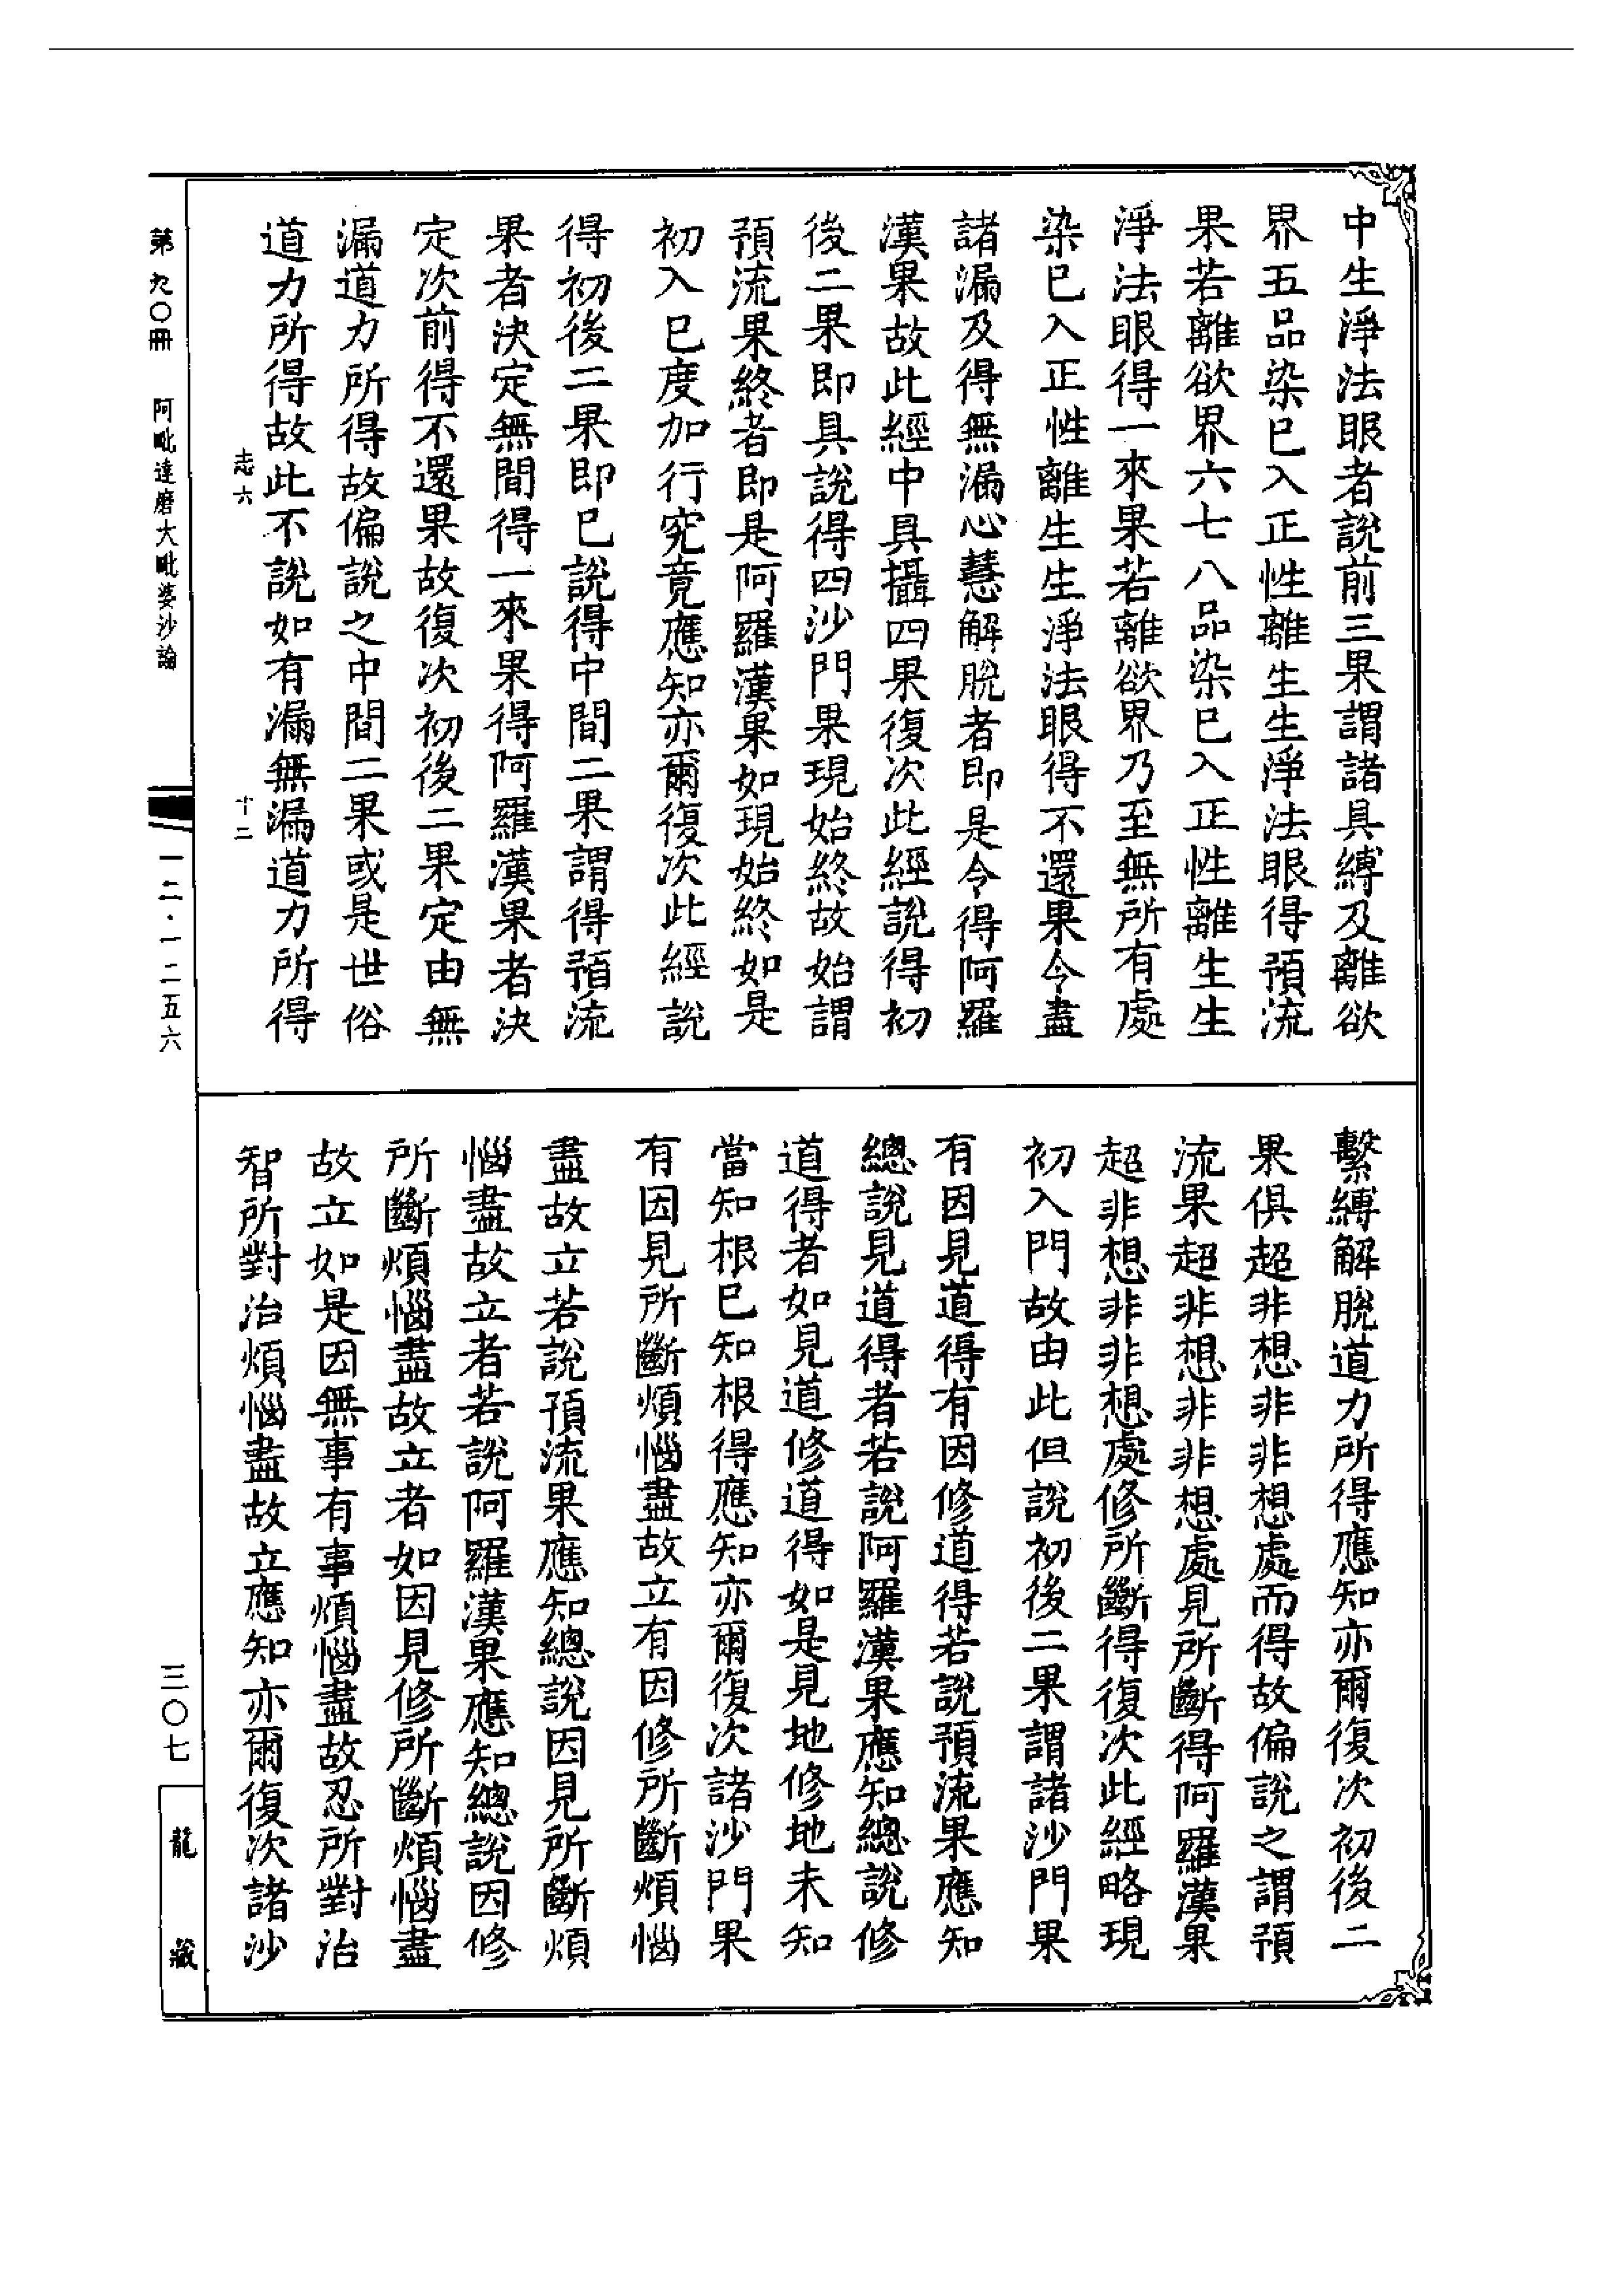 中生淨法眼者說前三果謂諸具縛及離欲
界五品染已入正性離生生淨法眼得預流
果若離欲界六七八品染已入正性離生生
淨法眼得一來果若離欲界乃至無所有處
染已入正性離生生淨法眼得不還果今盡
諸漏及得無漏心慧解脫者即是今得阿羅
漢果故此經中具攝四果復次此經說得初
後二果即具說得四沙門果現始終故始謂
預流果終者即是阿羅漢果如現始終如是
初入已度加行究竟應知亦爾復次此經說
得初後二果即已說得中間二果謂得預流
果者決定無間得一來果得阿羅漢果者決
定次前得不還果故復次初後二果定由無
漏道力所得故偏說之中間二果或是世俗
道力所得故此不說如有漏無漏道力所得
志六 十二
繫縛解脫道力所得應知亦爾復次初後二
果俱超非想非非想處而得故偏說之謂預
流果超非想非非想處見所斷得阿羅漢果
超非想非非想處修所斷得復次此經略現
初入門故由此但說初後二果謂諸沙門果
有因見道得有因修道得若說預流果應知
總說見道得者若說阿羅漢果應知總說修
道得者如見道修道得如是見地修地未知
當知根已知根得應知亦爾復次諸沙門果
有因見所斷煩惱盡故立有因修所斷煩惱
盡故立若說預流果應知總說因見所斷煩
惱盡故立者若說阿羅漢果應知總說因修
所斷煩惱盡故立者如因見修所斷煩惱盡
故立如是因無事有事煩惱盡故忍所對治
智所對治煩惱盡故立應知亦爾復次諸沙
第九〇冊 阿毗達磨大毗婆沙論
一二·一二五六
三〇七
龍藏